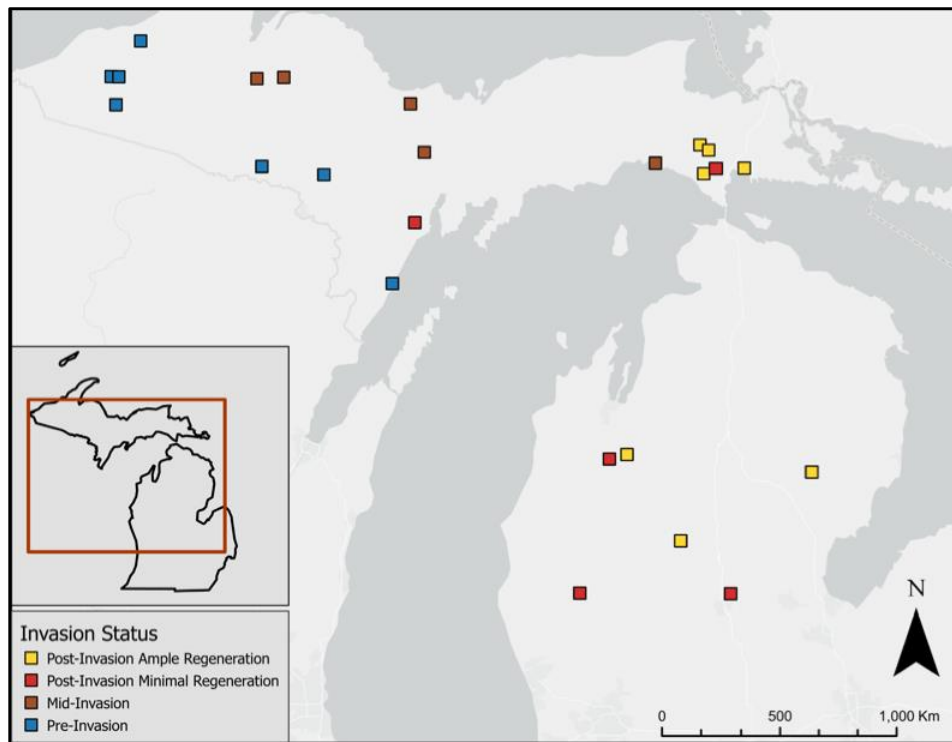 Invasion Status
Post-Invasion Ample Regeneration
Post-Invasion Minimal Regeneration
Mid-Invasion
Pre-Invasion
N
0 500 1,000 Km